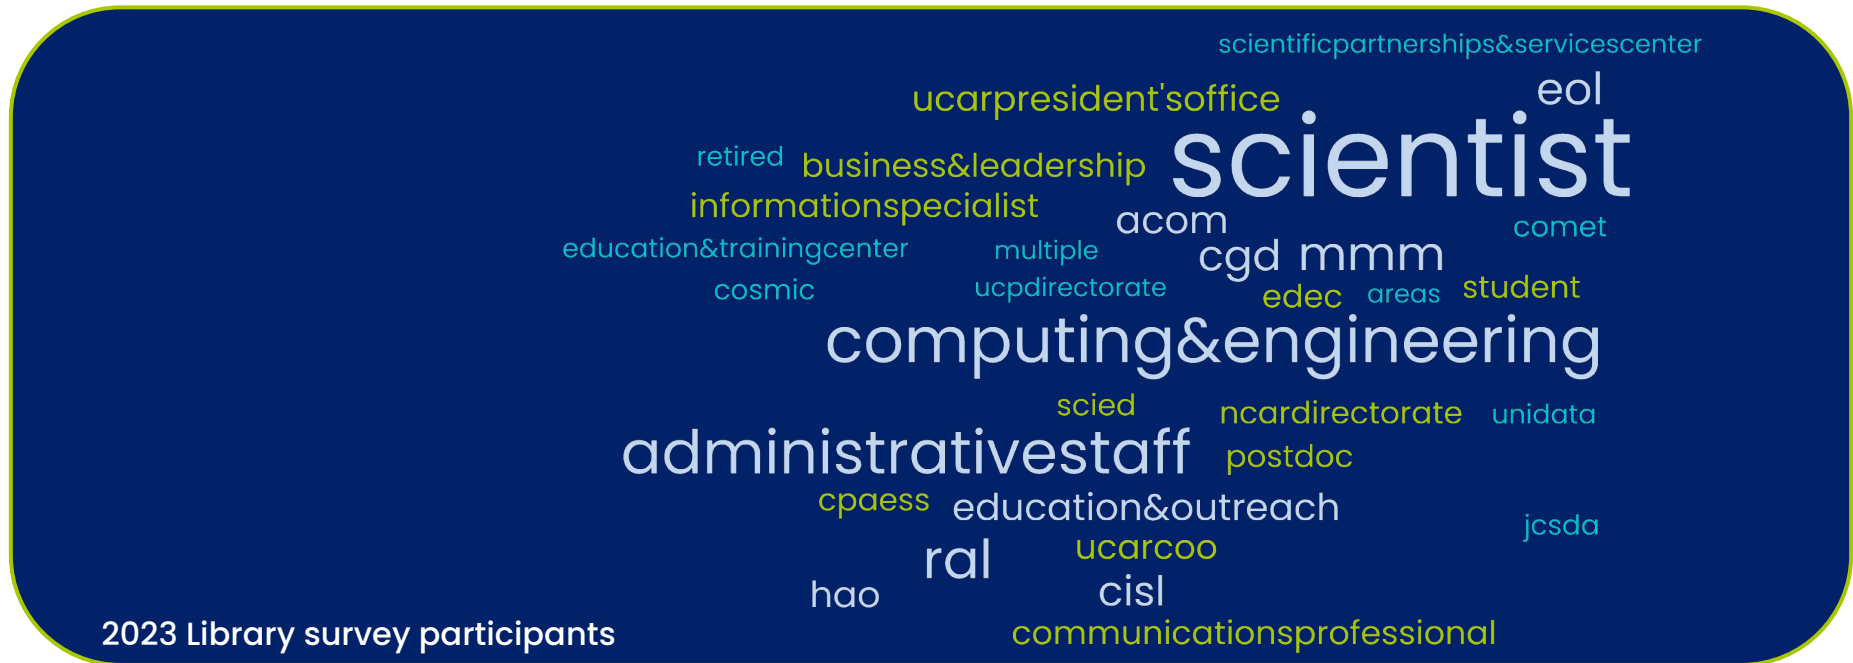 scientificpartnerships&servicescenter
eol
ucarpresident'soffice
scientist
retired
business&leadership
informationspecialist
acom
comet
education&trainingcenter
multiple
cgd
mmm
cosmic
ucpdirectorate
edec
areas
student
computing&engineering
scied
ncardirectorate
unidata
administrativestaff
postdoc
cpaess
education&outreach
jcsda
ral
ucarcoo
hao
cisl
2023 Library survey participants
communicationsprofessional